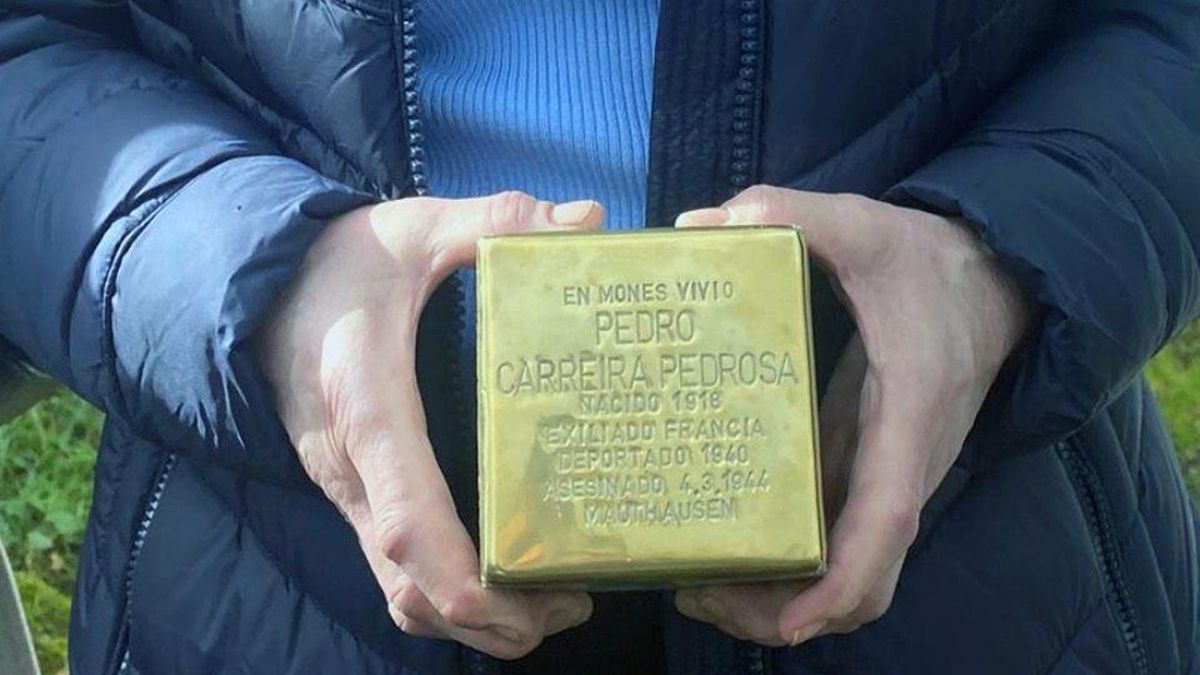 EN MONES VIVIO
PEDRO
CARREIRA PEDROSA
NACIDO 1918
EXILIADO FRANCIA
DEPORTADO 1940
ASESINADO 4.3.1944
MAUTHAUSEN